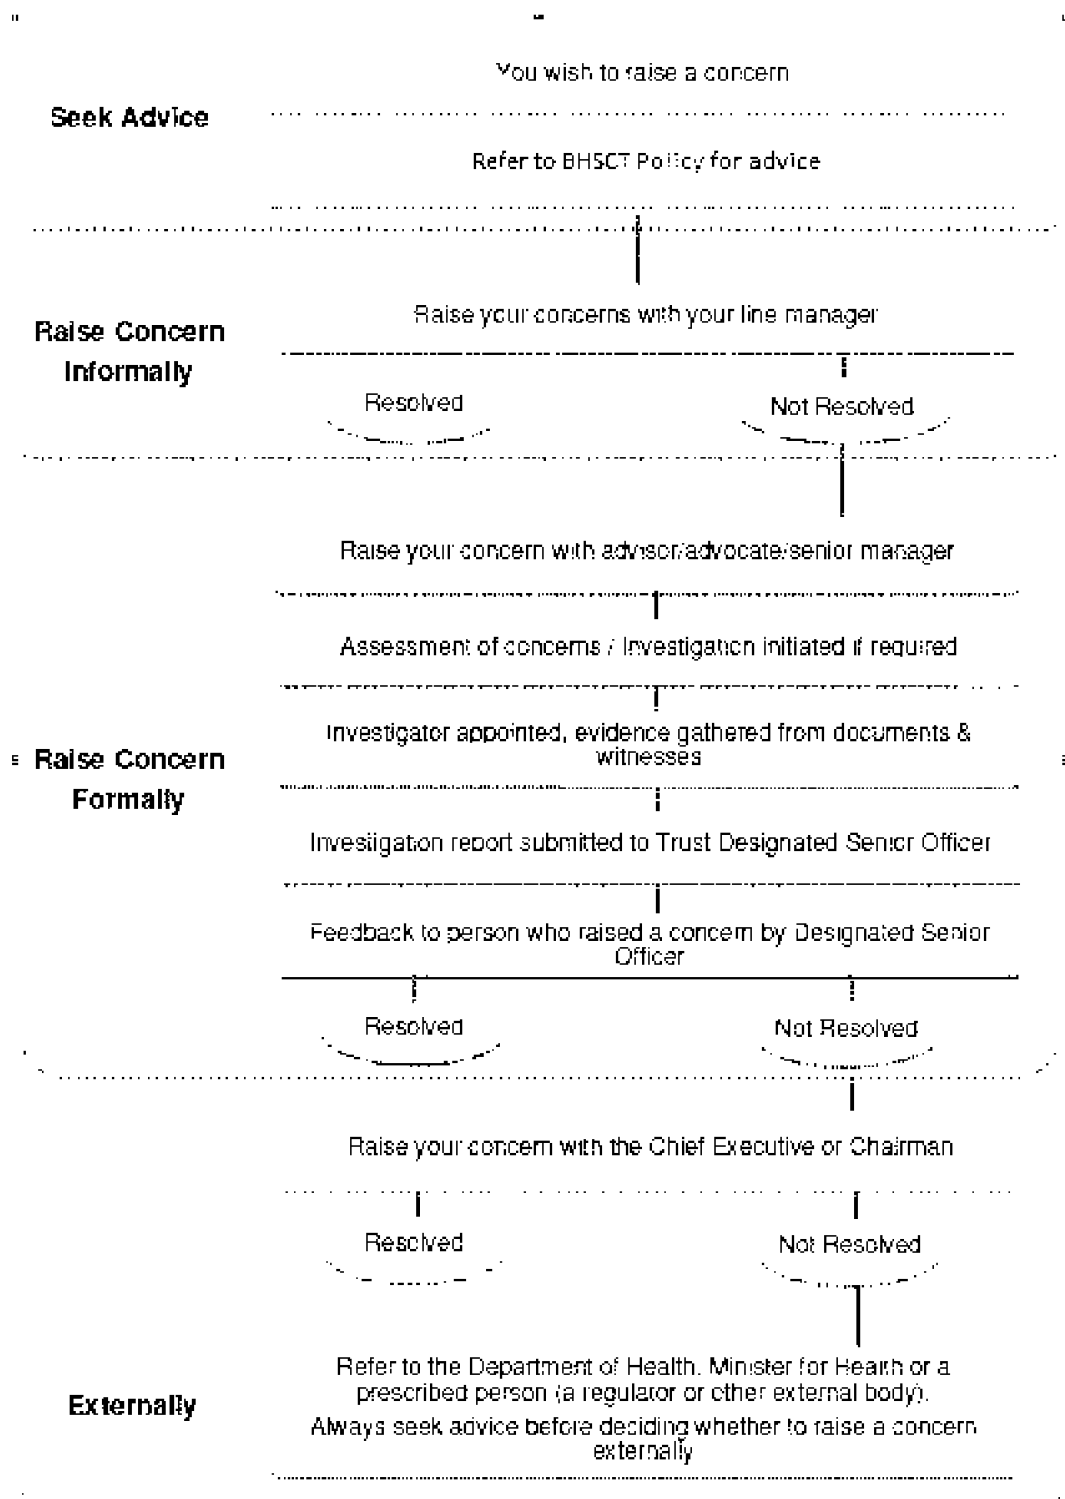 You wish to raise a concern
Seek Advice
Refer to BHSCT Policy for advice
Raise your concerns with your line manager
Raise Concern
Informally
Resolved
Not Resolved
Raise your concern with advisor/advocate/senior manager
Assessment of concerns / Investigation initiated if required
Investigator appointed, evidence gathered from documents &
witnesses
Raise Concern
Formally
Investigation report submitted to Trust Designated Senior Officer
Feedback to person who raised a concern by Designated Senior
Officer
Resolved
Not Resolved
Raise your concern with the Chief Executive or Chairman
Resolved
Not Resolved
Externally
Refer to the Department of Health, Minister for Health or a
prescribed person (a regulator or other external body).
Always seek advice before deciding whether to raise a concern
externally